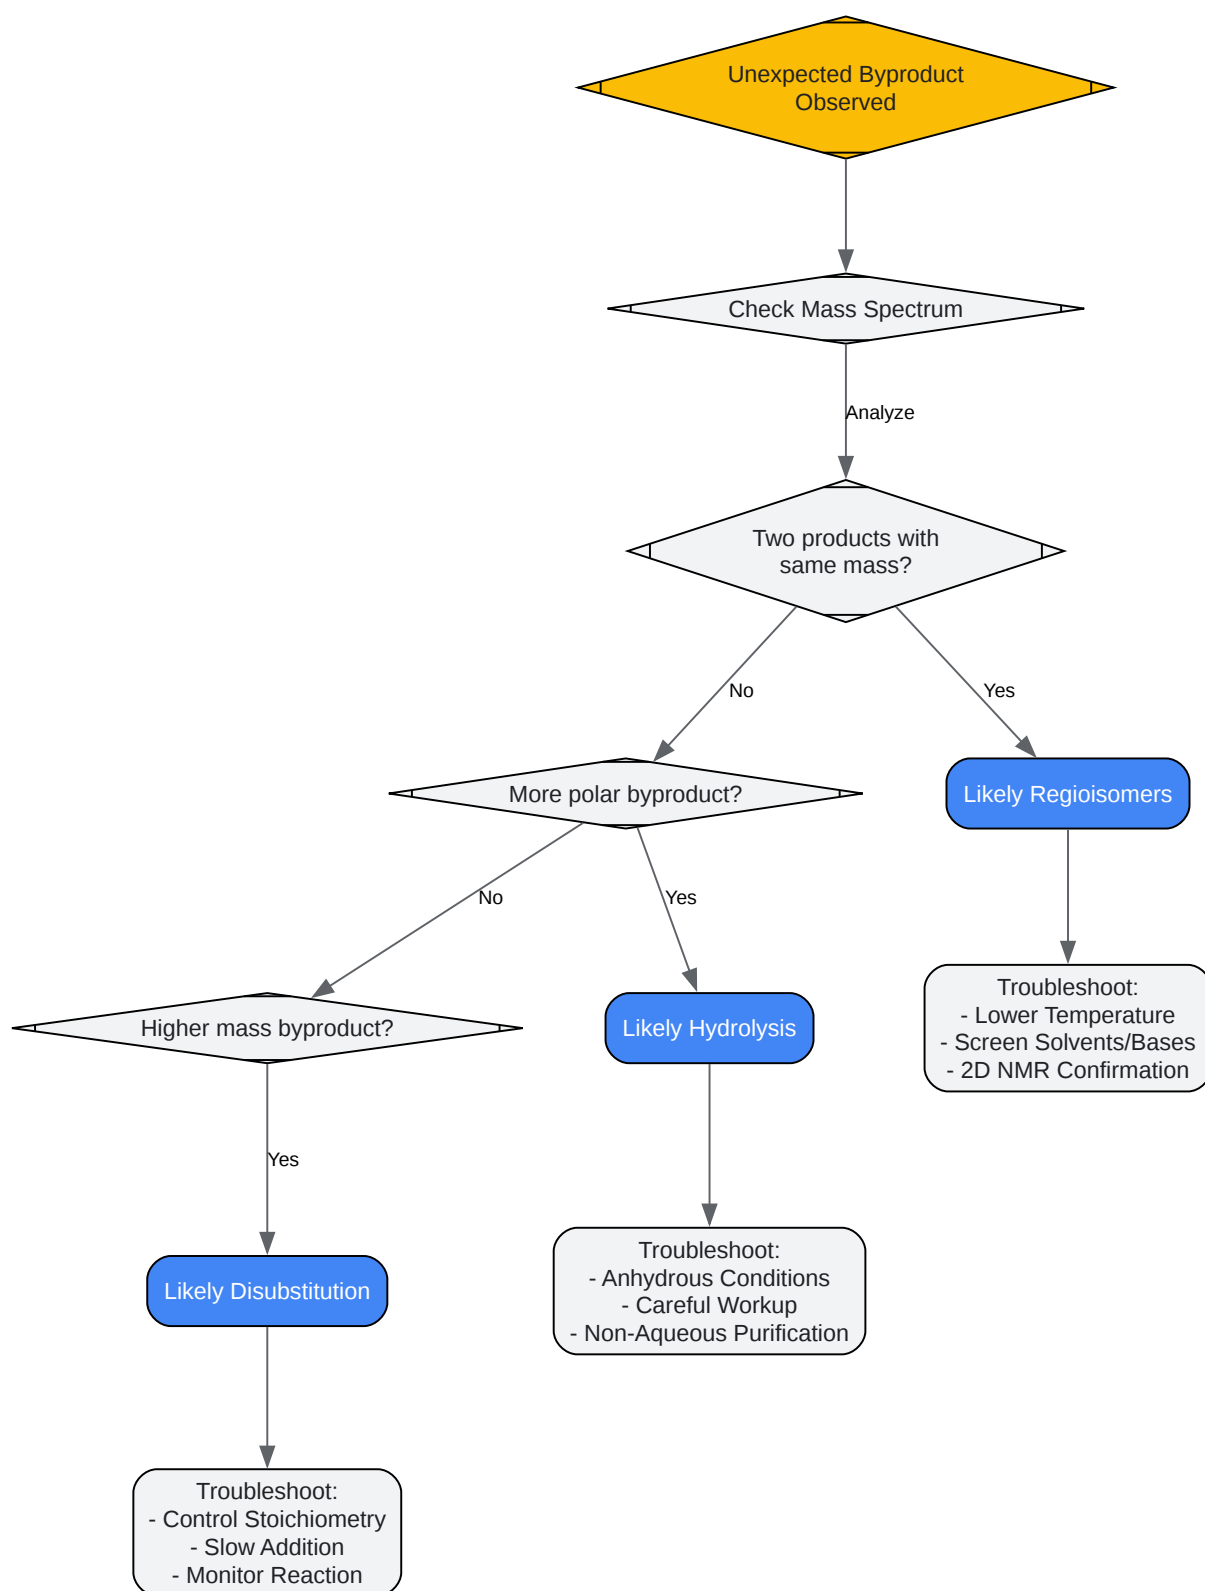 Unexpected Byproduct
Observed
Check Mass Spectrum
Analyze
Two products with
same mass?
No
Yes
More polar byproduct?
Likely Regioisomers
No
Yes
Troubleshoot:
- Lower Temperature
- Screen Solvents/Bases
- 2D NMR Confirmation
Higher mass byproduct?
Likely Hydrolysis
Yes
Troubleshoot:
- Anhydrous Conditions
- Careful Workup
- Non-Aqueous Purification
Likely Disubstitution
Troubleshoot:
- Control Stoichiometry
- Slow Addition
- Monitor Reaction